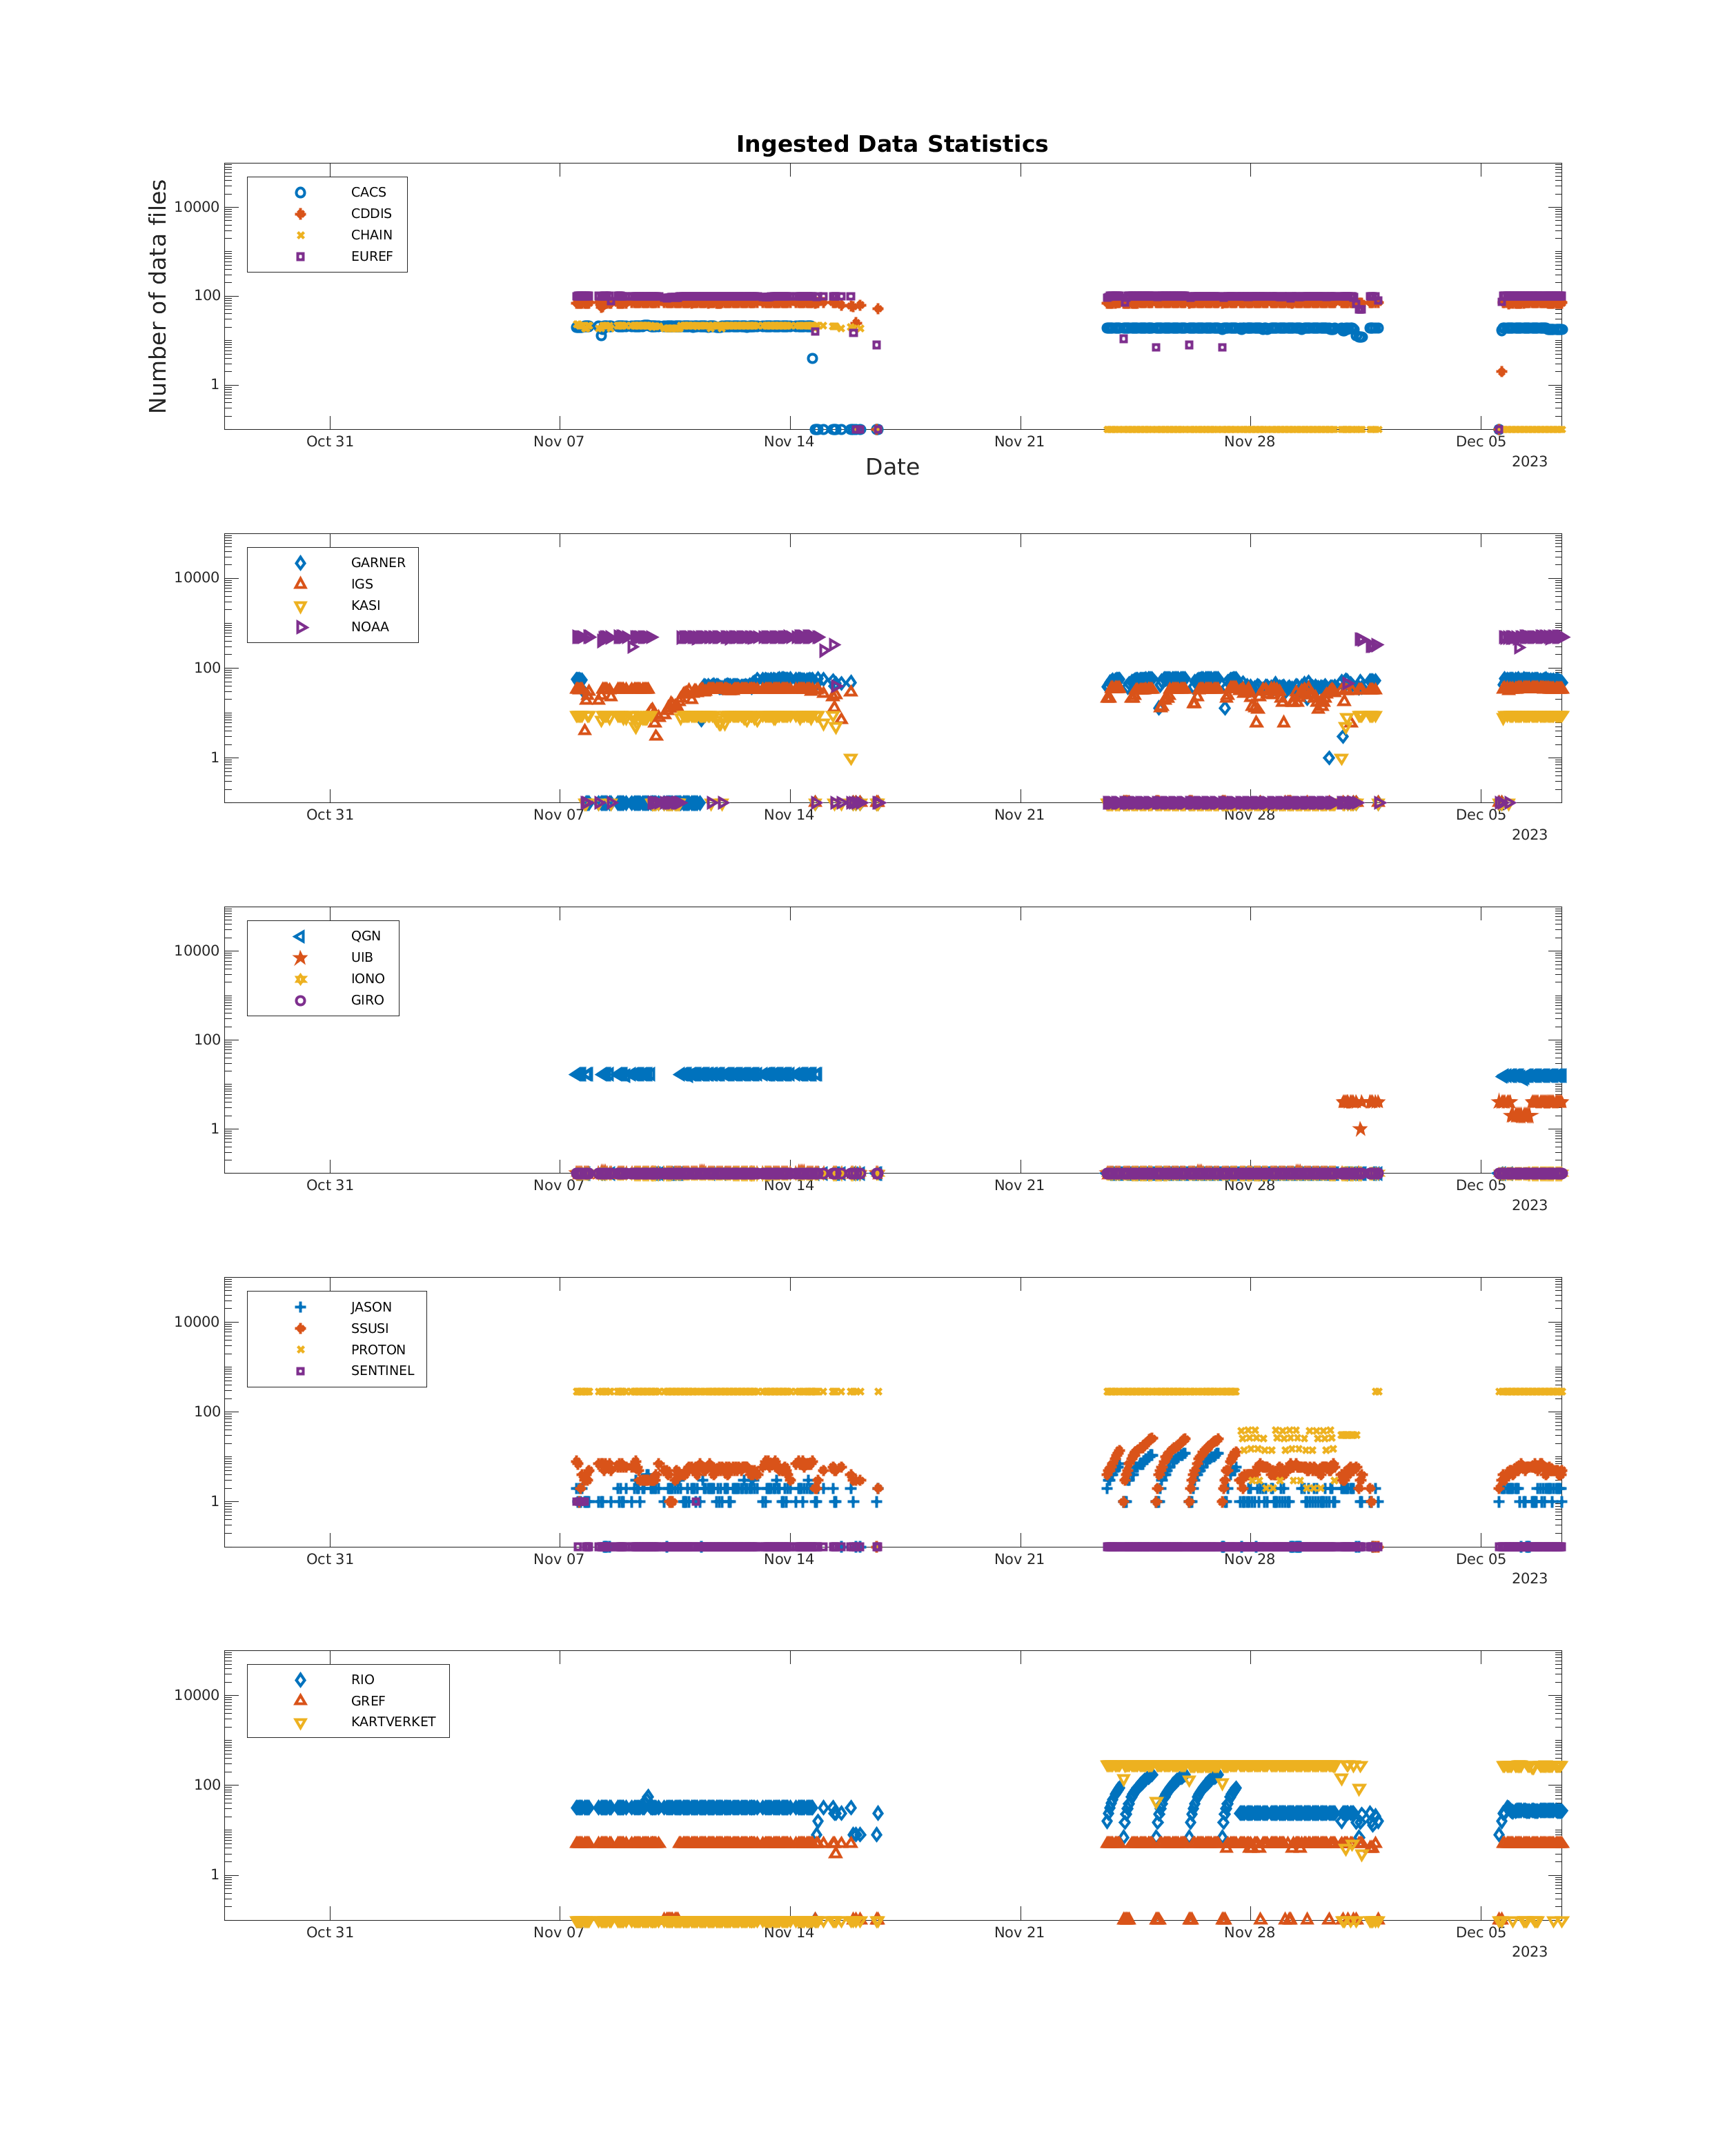 Ingested Data Statistics
Number of data files
10000
100
1
CACS
CDDIS
CHAIN
EUREF
Oct 31 Nov 07 Nov 14 Nov 21 Nov 28 Dec 05
2023
Date
10000
100
1
GARNER
IGS
KASI
NOAA
Oct 31 Nov 07 Nov 14 Nov 21 Nov 28 Dec 05
2023
10000
100
1
QGN
UIB
IONO
GIRO
Oct 31 Nov 07 Nov 14 Nov 21 Nov 28 Dec 05
2023
10000
100
1
JASON
SSUSI
PROTON
SENTINEL
Oct 31 Nov 07 Nov 14 Nov 21 Nov 28 Dec 05
2023
10000
100
1
RIO
GREF
KARTVERKET
Oct 31 Nov 07 Nov 14 Nov 21 Nov 28 Dec 05
2023